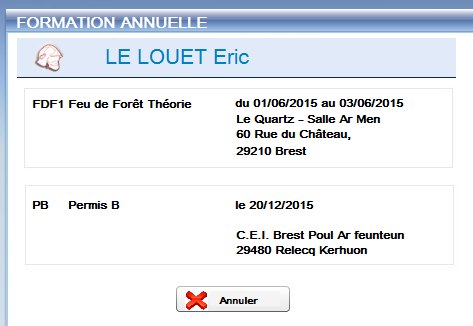 FORMATION ANNUELLE
LE LOUET Eric
FDF1 Feu de Forêt Théorie du 01/06/2015 au 03/06/2015
Le Quartz - Salle Ar Men
60 Rue du Château,
29210 Brest
PB Permis B le 20/12/2015
C.E.I. Brest Poul Ar feunteun
29480 Relecq Kerhuon
Annuler